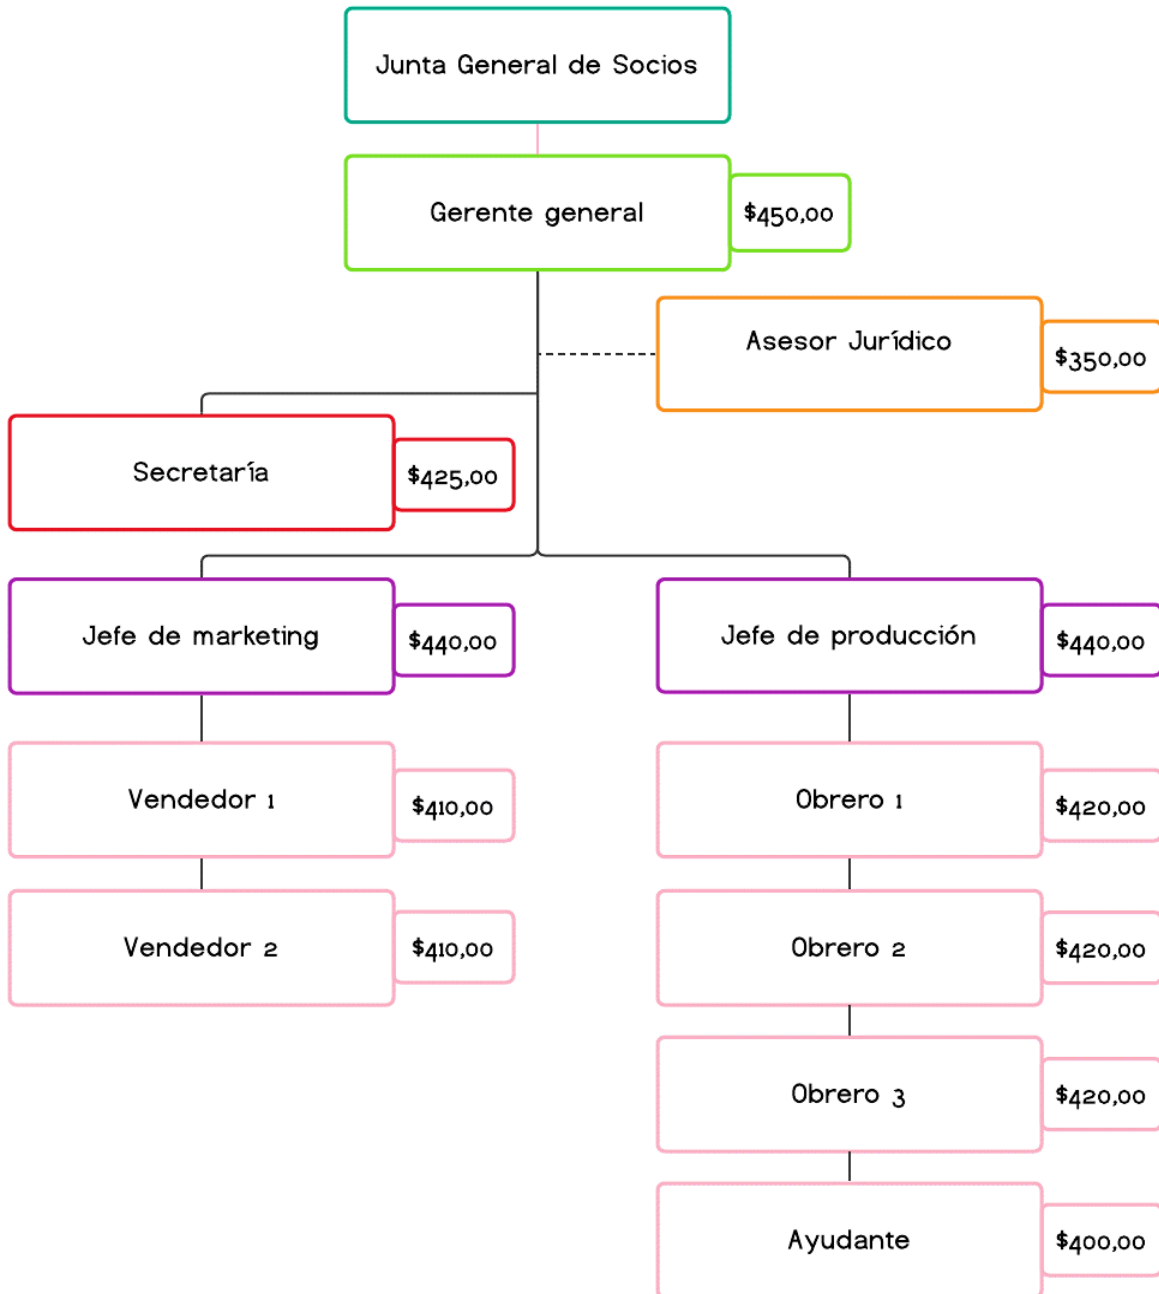 Junta General de Socios
Gerente general
$450,00
Asesor Jurídico
$350,00
Secretaría
$425,00
Jefe de marketing
$440,00
Jefe de producción
$440,00
Vendedor 1
$410,00
Obrero 1
$420,00
Vendedor 2
$410,00
Obrero 2
$420,00
Obrero 3
$420,00
Ayudante
$400,00